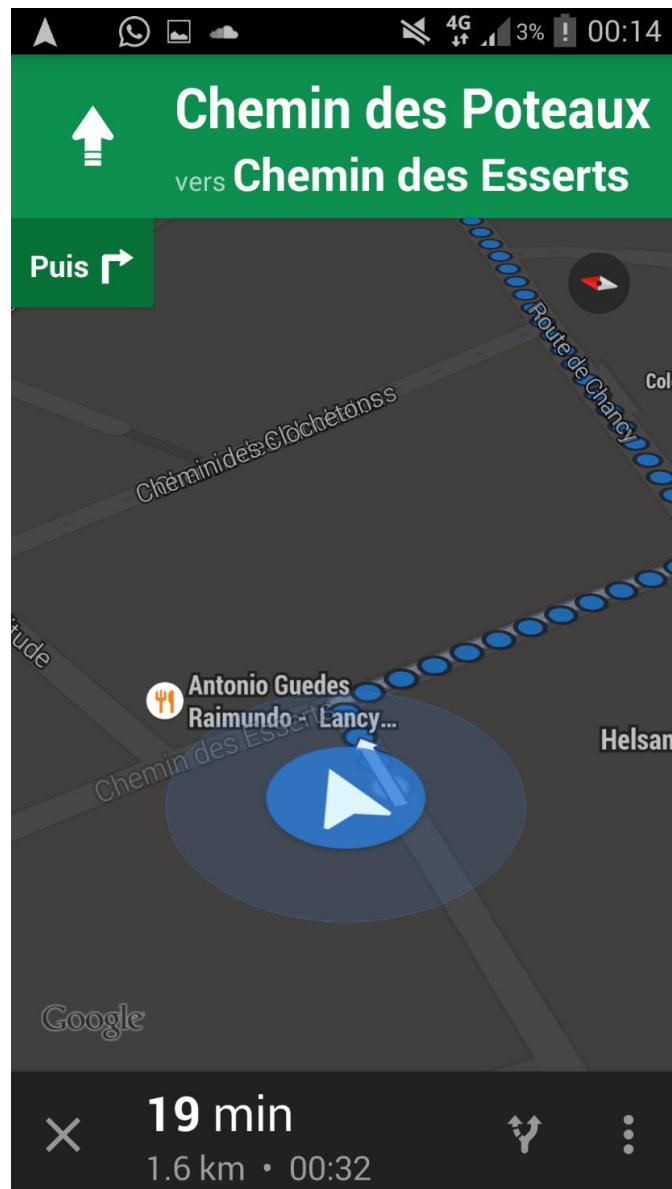 4G 3% 00:14
Chemin des Poteaux
vers Chemin des Esserts
Puis
Route de Chancy
Col
tude
Antonio Guedes
Raimundo - Lancy...
Chemin des Esserts
Helsan
Google
19 min
1.6 km • 00:32